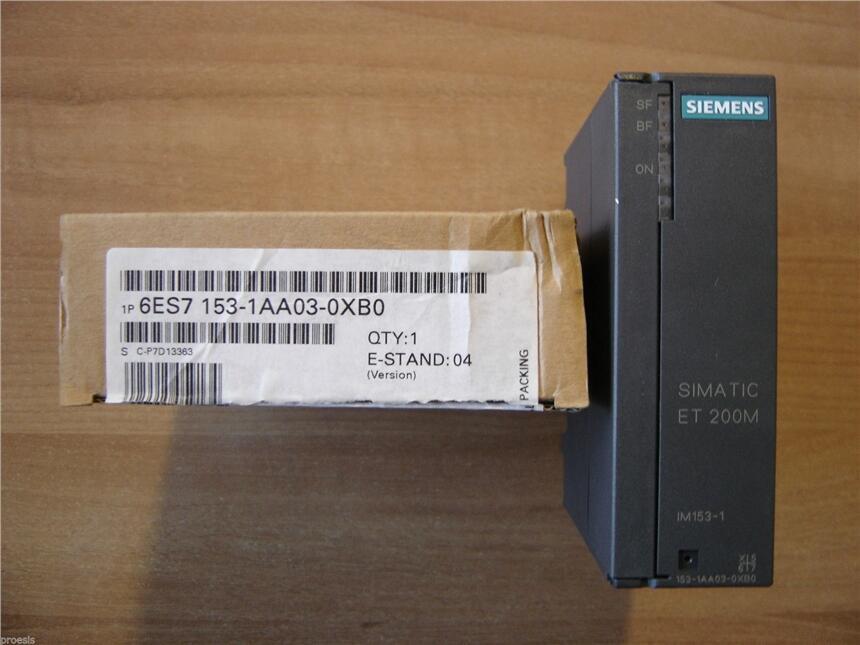 1P 6ES7 153-1AA03-0XB0
S C-P7D13363
QTY:1
E-STAND:04
(Version)
PACKING
SIEMENS
SF
BF
ON
SIMATIC
ET 200M
IM153-1
153-1AA03-0XB0
proesis